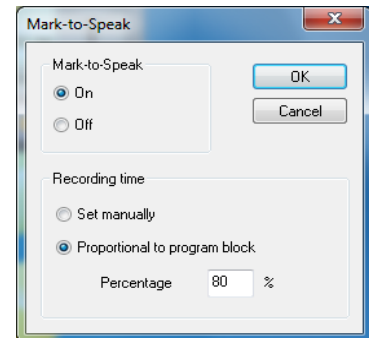 Mark-to-Speak
Mark-to-Speak
On
Off
OK
Cancel
Recording time
Set manually
Proportional to program block
Percentage 80 %